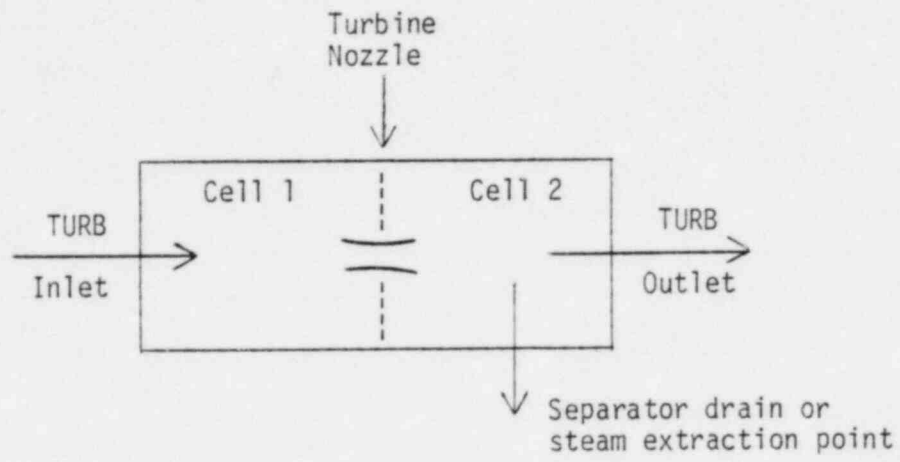 Turbine
Nozzle
Cell 1
Cell 2
TURB
Inlet
TURB
Outlet
Separator drain or
steam extraction point